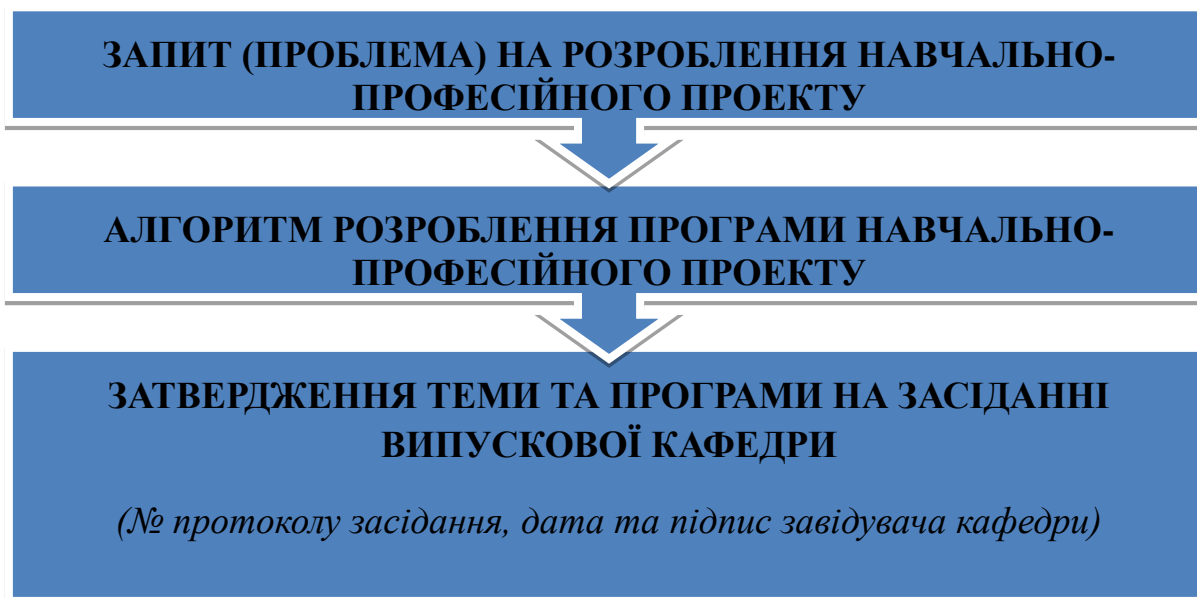 ЗАПИТ (ПРОБЛЕМА) НА РОЗРОБЛЕННЯ НАВЧАЛЬНО-
ПРОФЕСІЙНОГО ПРОЕКТУ
АЛГОРИТМ РОЗРОБЛЕННЯ ПРОГРАМИ НАВЧАЛЬНО-
ПРОФЕСІЙНОГО ПРОЕКТУ
ЗАТВЕРДЖЕННЯ ТЕМИ ТА ПРОГРАМИ НА ЗАСІДАННІ
ВИПУСКОВОЇ КАФЕДРИ
(№ протоколу засідання, дата та підпис завідувача кафедри)